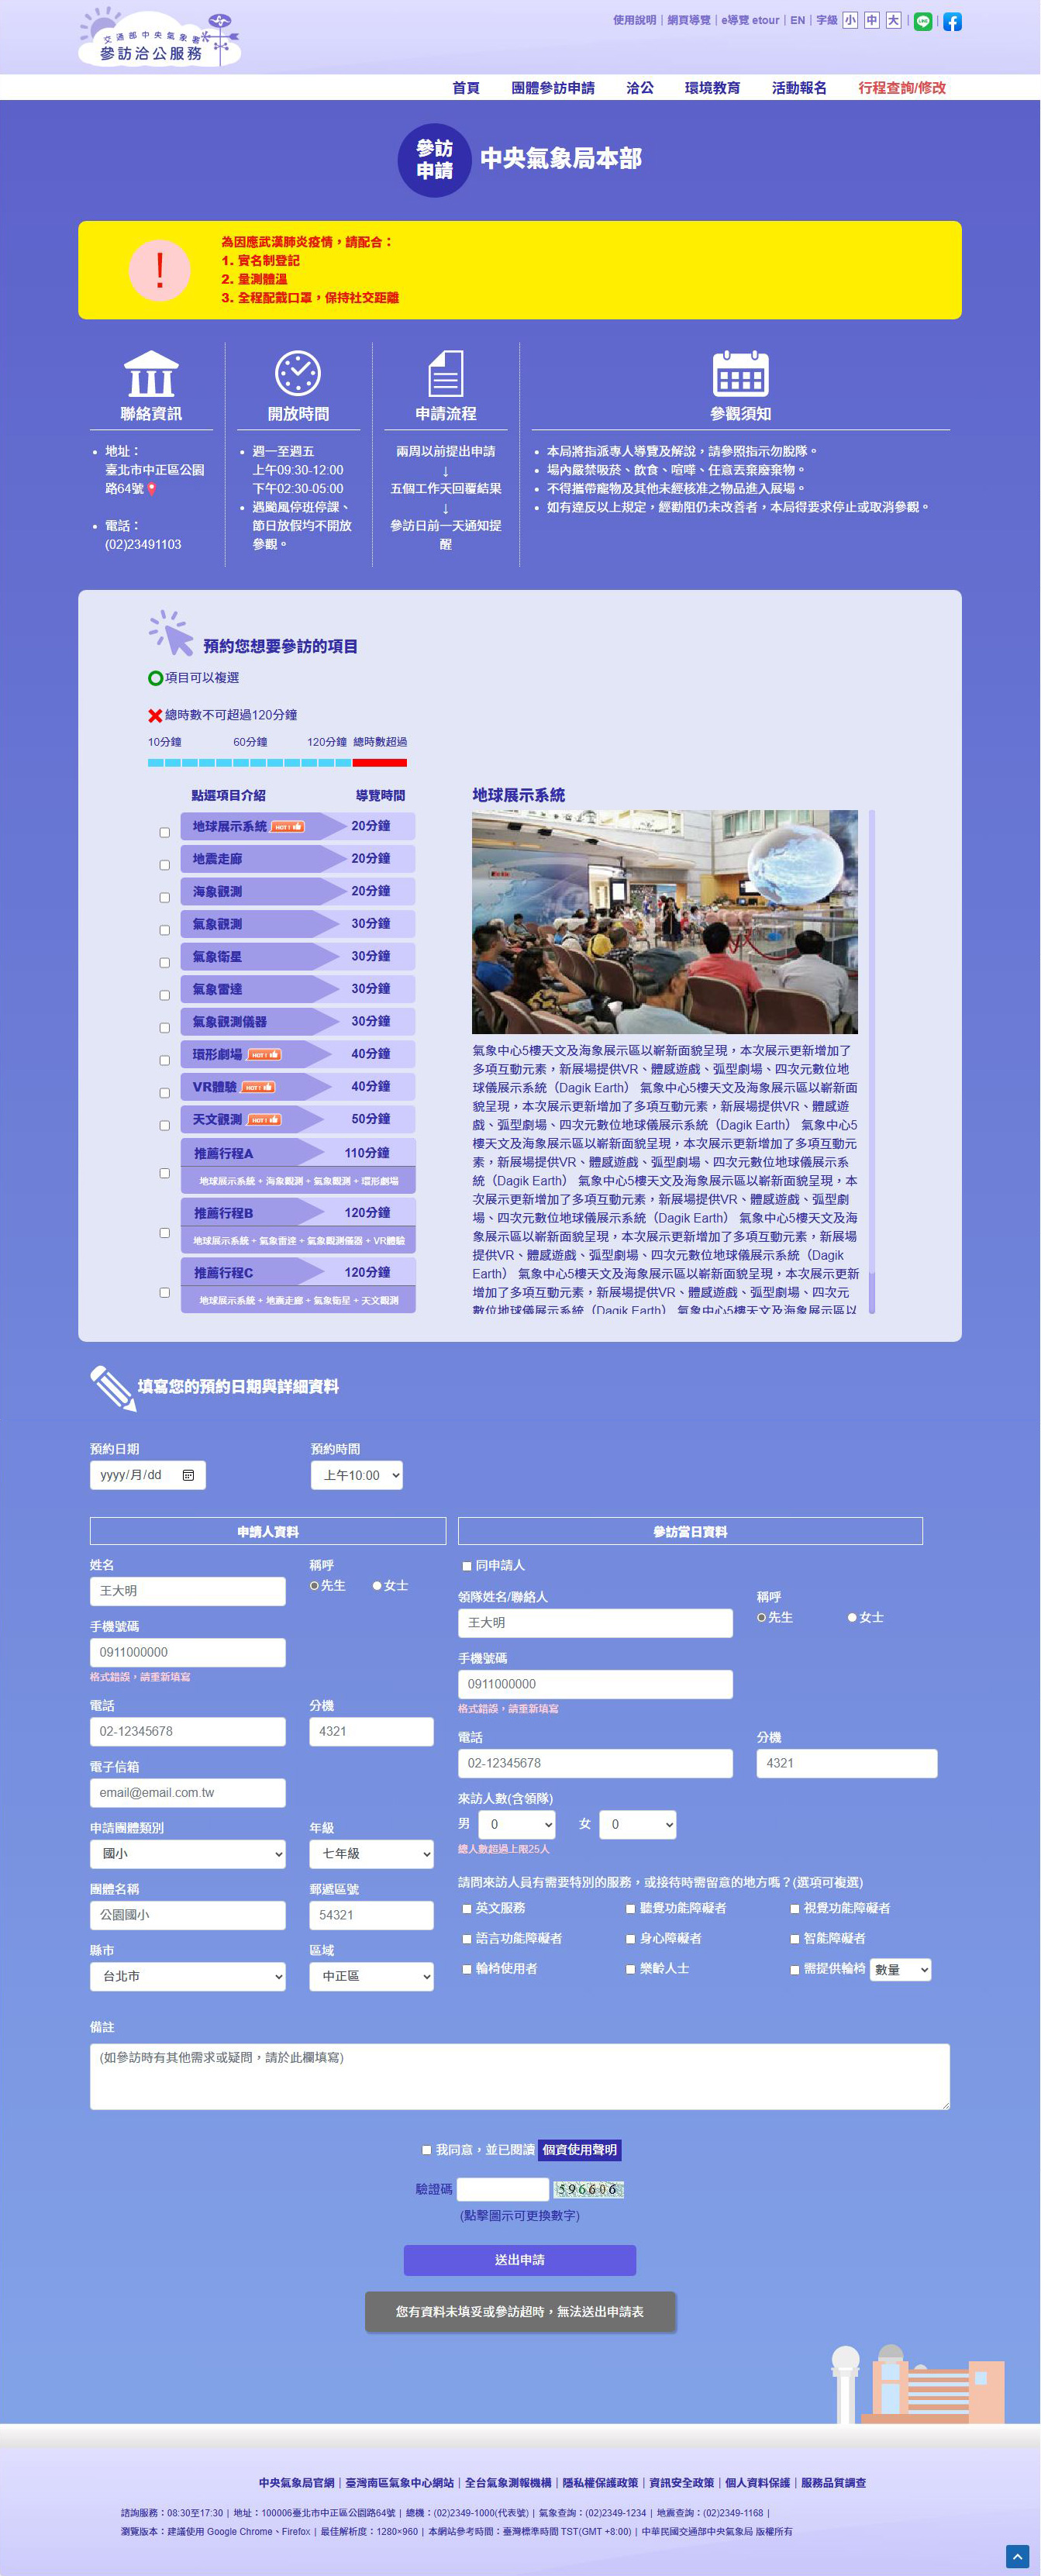 交通部中央氣象署
參訪洽公服務
使用說明｜網頁導覽｜e導覽 etour｜EN｜字級 小 中 大｜｜
首頁 團體參訪申請 洽公 環境教育 活動報名 行程查詢/修改
參訪
申請
中央氣象局本部
!
為因應武漢肺炎疫情，請配合：
1. 實名制登記
2. 量測體溫
3. 全程配戴口罩，保持社交距離
聯絡資訊
地址：
臺北市中正區公園
路64號
電話：
(02)23491103
開放時間
週一至週五
上午09:30-12:00
下午02:30-05:00
遇颱風停班停課、
節日放假均不開放
參觀。
申請流程
兩周以前提出申請
↓
五個工作天回覆結果
↓
參訪日前一天通知提
醒
參觀須知
本局將指派專人導覽及解說，請參照指示勿脫隊。
場內嚴禁吸菸、飲食、喧嘩、任意丟棄廢棄物。
不得攜帶寵物及其他未經核准之物品進入展場。
如有違反以上規定，經勸阻仍未改善者，本局得要求停止或取消參觀。
預約您想要參訪的項目
項目可以複選
總時數不可超過120分鐘
10分鐘 60分鐘 120分鐘 總時數超過
點選項目介紹 導覽時間
地球展示系統 HOT! 20分鐘
地震走廊 20分鐘
海象觀測 20分鐘
氣象觀測 30分鐘
氣象衛星 30分鐘
氣象雷達 30分鐘
氣象觀測儀器 30分鐘
環形劇場 HOT! 40分鐘
VR體驗 HOT! 40分鐘
天文觀測 HOT! 50分鐘
推薦行程A 110分鐘
地球展示系統 + 海象觀測 + 氣象觀測 + 環形劇場
推薦行程B 120分鐘
地球展示系統 + 氣象雷達 + 氣象觀測儀器 + VR體驗
推薦行程C 120分鐘
地球展示系統 + 地震走廊 + 氣象衛星 + 天文觀測
地球展示系統
氣象中心5樓天文及海象展示區以嶄新面貌呈現，本次展示更新增加了
多項互動元素，新展場提供VR、體感遊戲、弧型劇場、四次元數位地
球儀展示系統（Dagik Earth） 氣象中心5樓天文及海象展示區以嶄新面
貌呈現，本次展示更新增加了多項互動元素，新展場提供VR、體感遊
戲、弧型劇場、四次元數位地球儀展示系統（Dagik Earth） 氣象中心5
樓天文及海象展示區以嶄新面貌呈現，本次展示更新增加了多項互動元
素，新展場提供VR、體感遊戲、弧型劇場、四次元數位地球儀展示系
統（Dagik Earth） 氣象中心5樓天文及海象展示區以嶄新面貌呈現，本
次展示更新增加了多項互動元素，新展場提供VR、體感遊戲、弧型劇
場、四次元數位地球儀展示系統（Dagik Earth） 氣象中心5樓天文及海
象展示區以嶄新面貌呈現，本次展示更新增加了多項互動元素，新展場
提供VR、體感遊戲、弧型劇場、四次元數位地球儀展示系統（Dagik
Earth） 氣象中心5樓天文及海象展示區以嶄新面貌呈現，本次展示更新
增加了多項互動元素，新展場提供VR、體感遊戲、弧型劇場、四次元
數位地球儀展示系統（Dagik Earth） 氣象中心5樓天文及海象展示區以
填寫您的預約日期與詳細資料
預約日期 預約時間
yyyy/月/dd 上午10:00
申請人資料
姓名 稱呼
王大明 先生 女士
手機號碼
0911000000
格式錯誤，請重新填寫
電話 分機
02-12345678 4321
電子信箱
email@email.com.tw
申請團體類別 年級
國小 七年級
團體名稱 郵遞區號
公園國小 54321
縣市 區域
台北市 中正區
參訪當日資料
同申請人
領隊姓名/聯絡人 稱呼
王大明 先生 女士
手機號碼
0911000000
格式錯誤，請重新填寫
電話 分機
02-12345678 4321
來訪人數(含領隊)
男 0 女 0
總人數超過上限25人
請問來訪人員有需要特別的服務，或接待時需留意的地方嗎？(選項可複選)
英文服務 聽覺功能障礙者 視覺功能障礙者
語言功能障礙者 身心障礙者 智能障礙者
輪椅使用者 樂齡人士 需提供輪椅 數量
備註
(如參訪時有其他需求或疑問，請於此欄填寫)
我同意，並已閱讀 個資使用聲明
驗證碼 596606
(點擊圖示可更換數字)
送出申請
您有資料未填妥或參訪超時，無法送出申請表
中央氣象局官網｜臺灣南區氣象中心網站｜全台氣象測報機構｜隱私權保護政策｜資訊安全政策｜個人資料保護｜服務品質調查
諮詢服務：08:30至17:30｜地址：100006臺北市中正區公園路64號｜總機：(02)2349-1000(代表號)｜氣象查詢：(02)2349-1234｜地震查詢：(02)2349-1168｜
瀏覽版本：建議使用 Google Chrome、Firefox｜最佳解析度：1280×960｜本網站參考時間：臺灣標準時間 TST(GMT +8:00)｜中華民國交通部中央氣象局 版權所有